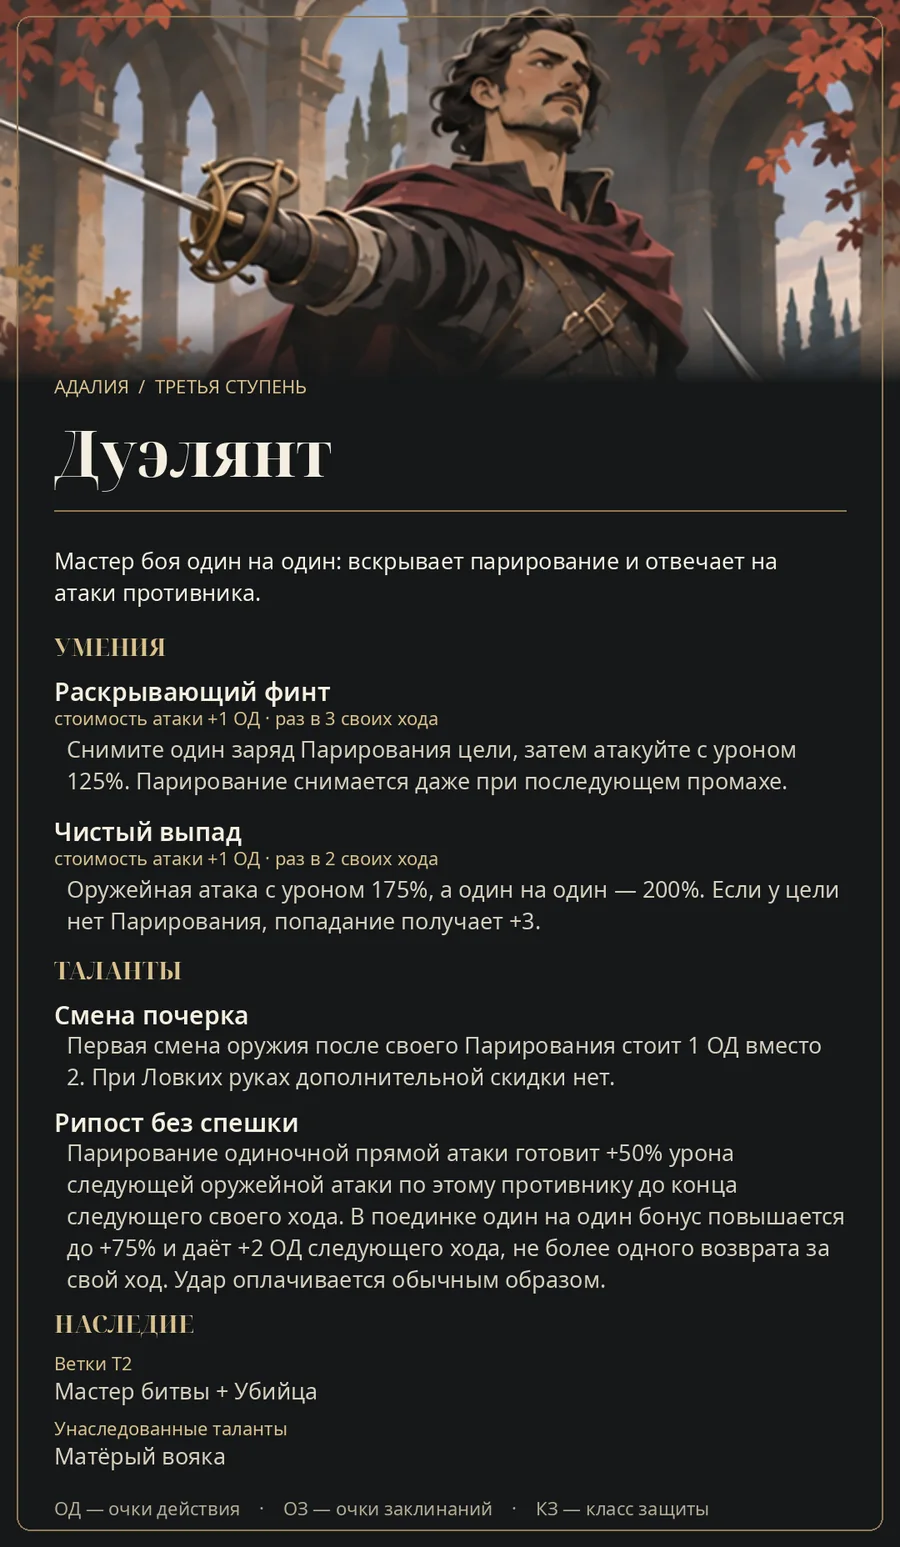 АДАЛИЯ / ТРЕТЬЯ СТУПЕНЬ
Дуэлянт
Мастер боя один на один: вскрывает парирование и отвечает на
атаки противника.
УМЕНИЯ
Раскрывающий финт
стоимость атаки +1 ОД · раз в 3 своих хода
Снимите один заряд Парирования цели, затем атакуйте с уроном
125%. Парирование снимается даже при последующем промахе.
Чистый выпад
стоимость атаки +1 ОД · раз в 2 своих хода
Оружейная атака с уроном 175%, а один на один — 200%. Если у цели
нет Парирования, попадание получает +3.
ТАЛАНТЫ
Смена почерка
Первая смена оружия после своего Парирования стоит 1 ОД вместо
2. При Ловких руках дополнительной скидки нет.
Рипост без спешки
Парирование одиночной прямой атаки готовит +50% урона
следующей оружейной атаки по этому противнику до конца
следующего своего хода. В поединке один на один бонус повышается
до +75% и даёт +2 ОД следующего хода, не более одного возврата за
свой ход. Удар оплачивается обычным образом.
НАСЛЕДИЕ
Ветки Т2
Мастер битвы + Убийца
Унаследованные таланты
Матёрый вояка
ОД — очки действия · ОЗ — очки заклинаний · КЗ — класс защиты